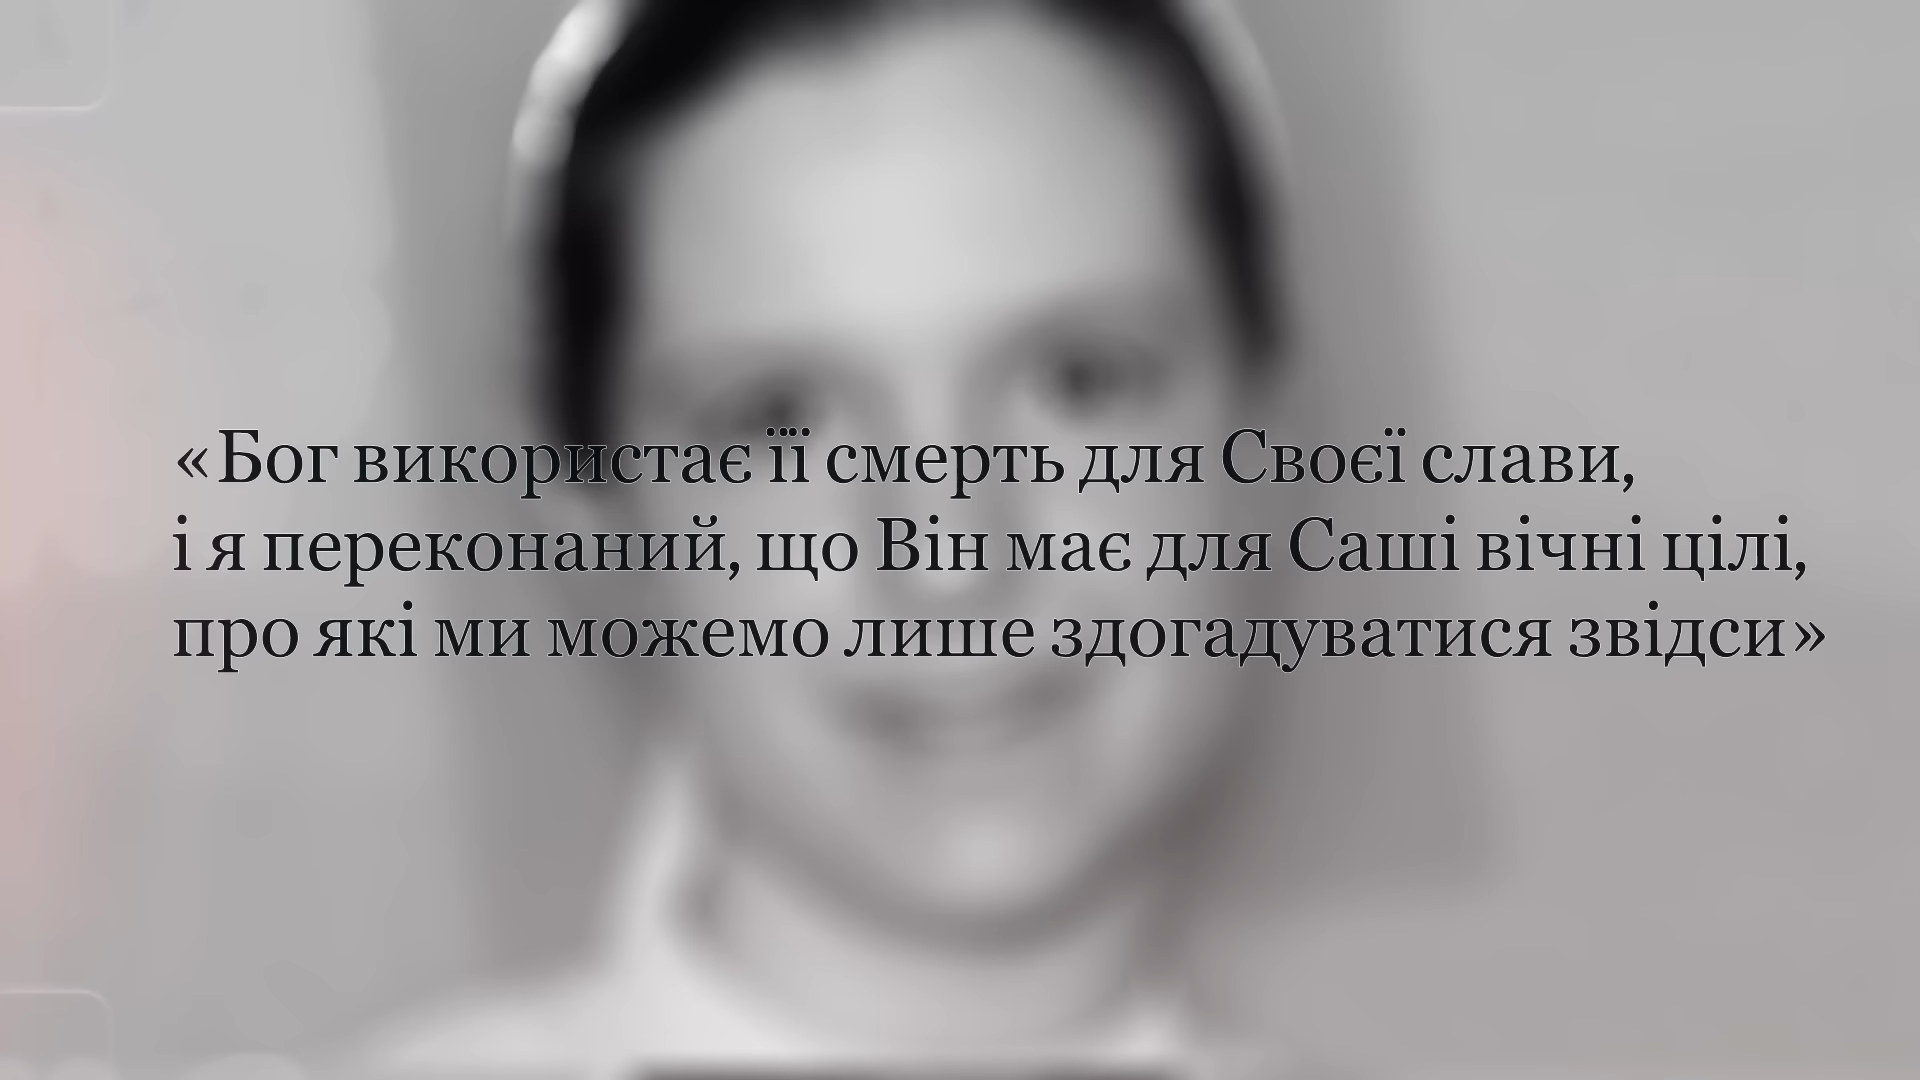 «Бог використає її смерть для Своєї слави,
і я переконаний, що Він має для Саші вічні цілі,
про які ми можемо лише здогадуватися звідси»